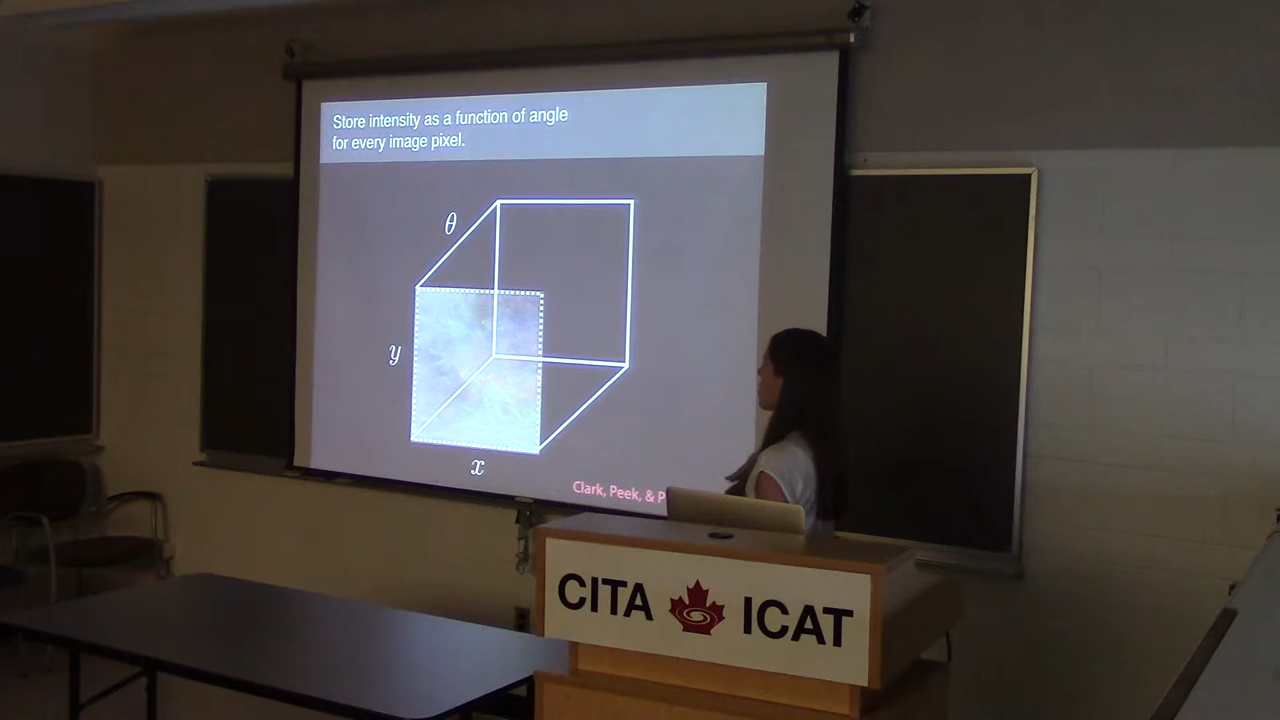 Store intensity as a function of angle
for every image pixel.
θ
y
x
Clark, Peek, & P
CITA ICAT